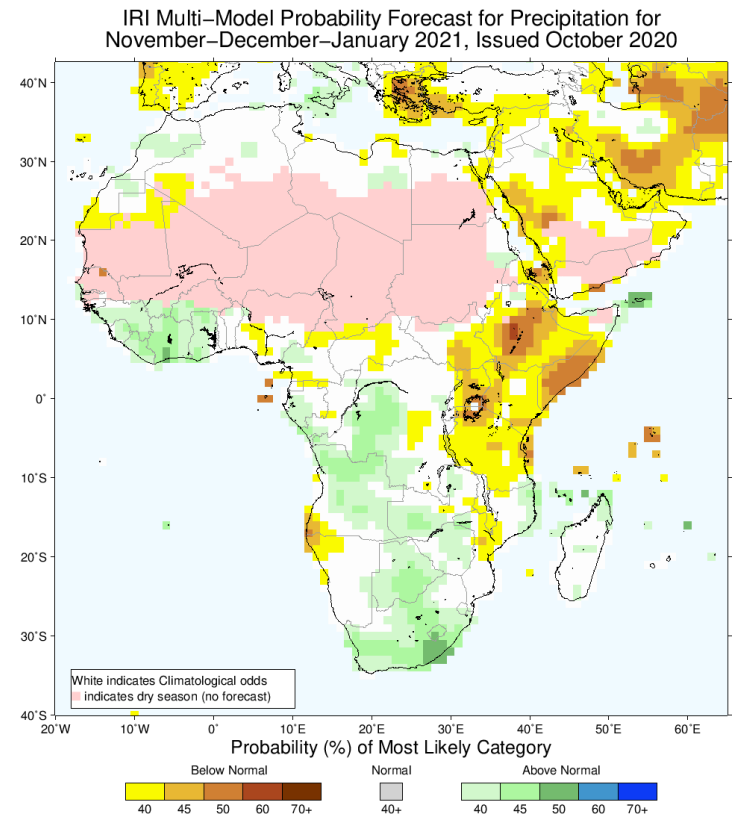 IRI Multi−Model Probability Forecast for Precipitation for
November−December−January 2021, Issued October 2020
40˚N
30˚N
20˚N
10˚N
0˚
10˚S
20˚S
30˚S
40˚S
White indicates Climatological odds
indicates dry season (no forecast)
20˚W 10˚W 0˚ 10˚E 20˚E 30˚E 40˚E 50˚E 60˚E
Probability (%) of Most Likely Category
Below Normal Normal Above Normal
40 45 50 60 70+ 40+ 40 45 50 60 70+